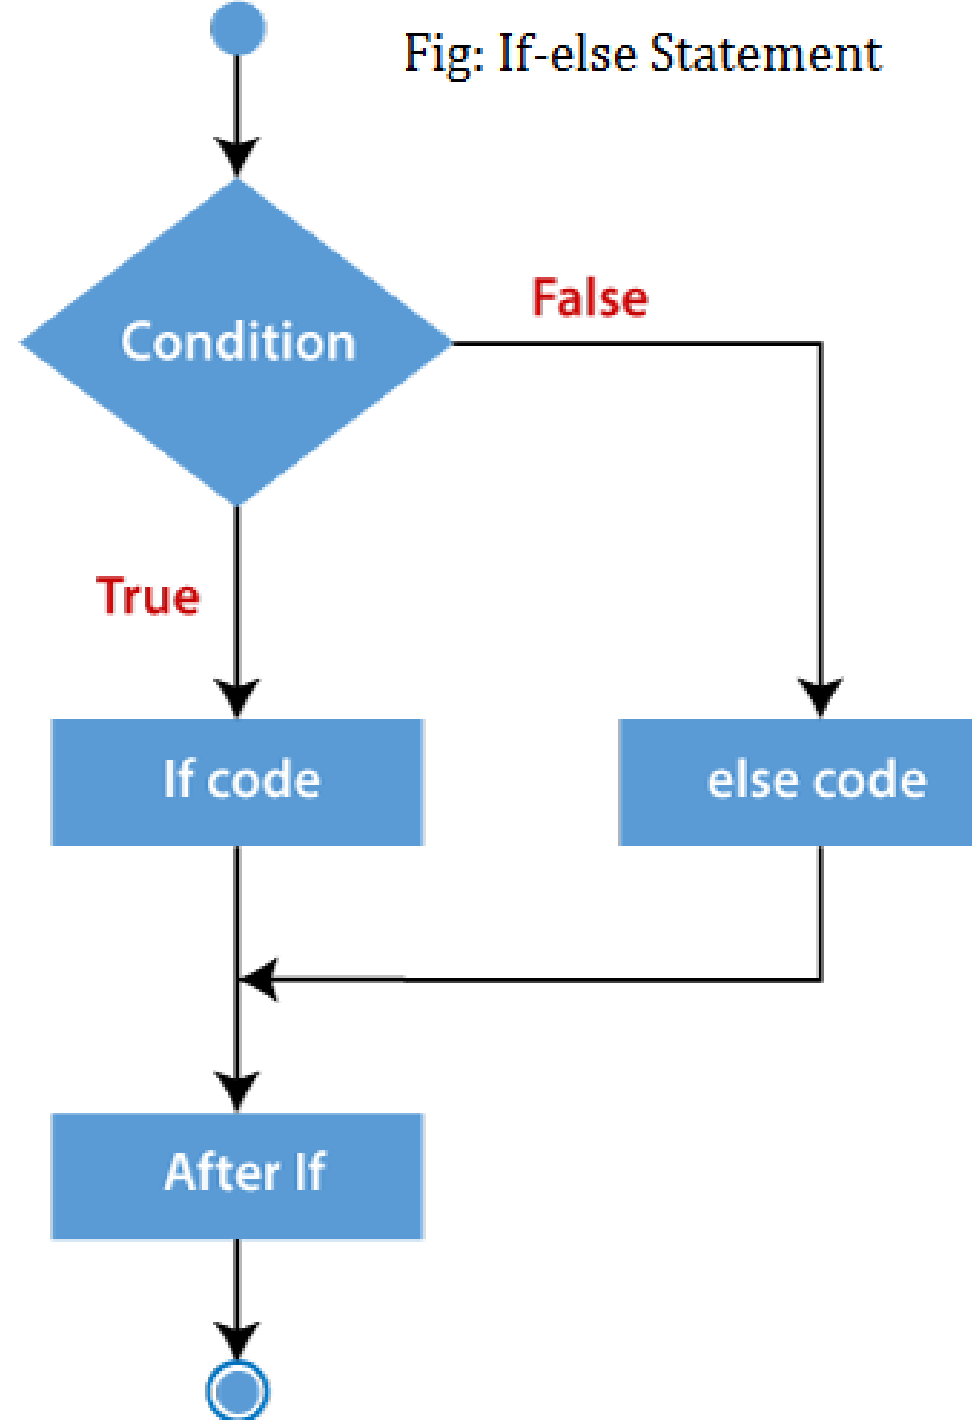 Fig: If-else Statement
Condition
False
True
If code
else code
After If